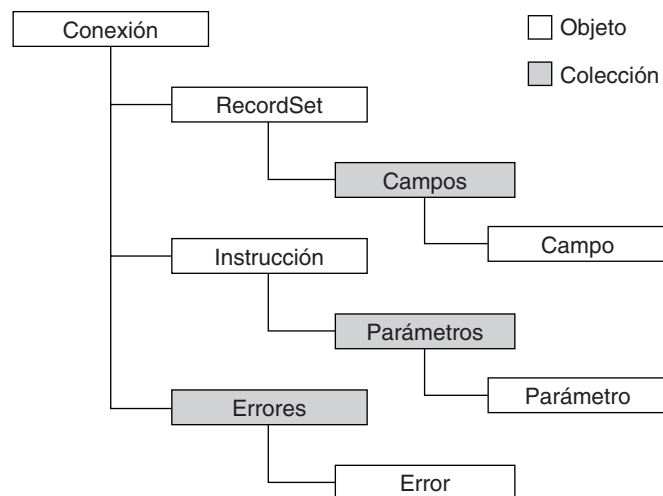 Conexión
Objeto
Colección
RecordSet
Campos
Campo
Instrucción
Parámetros
Parámetro
Errores
Error